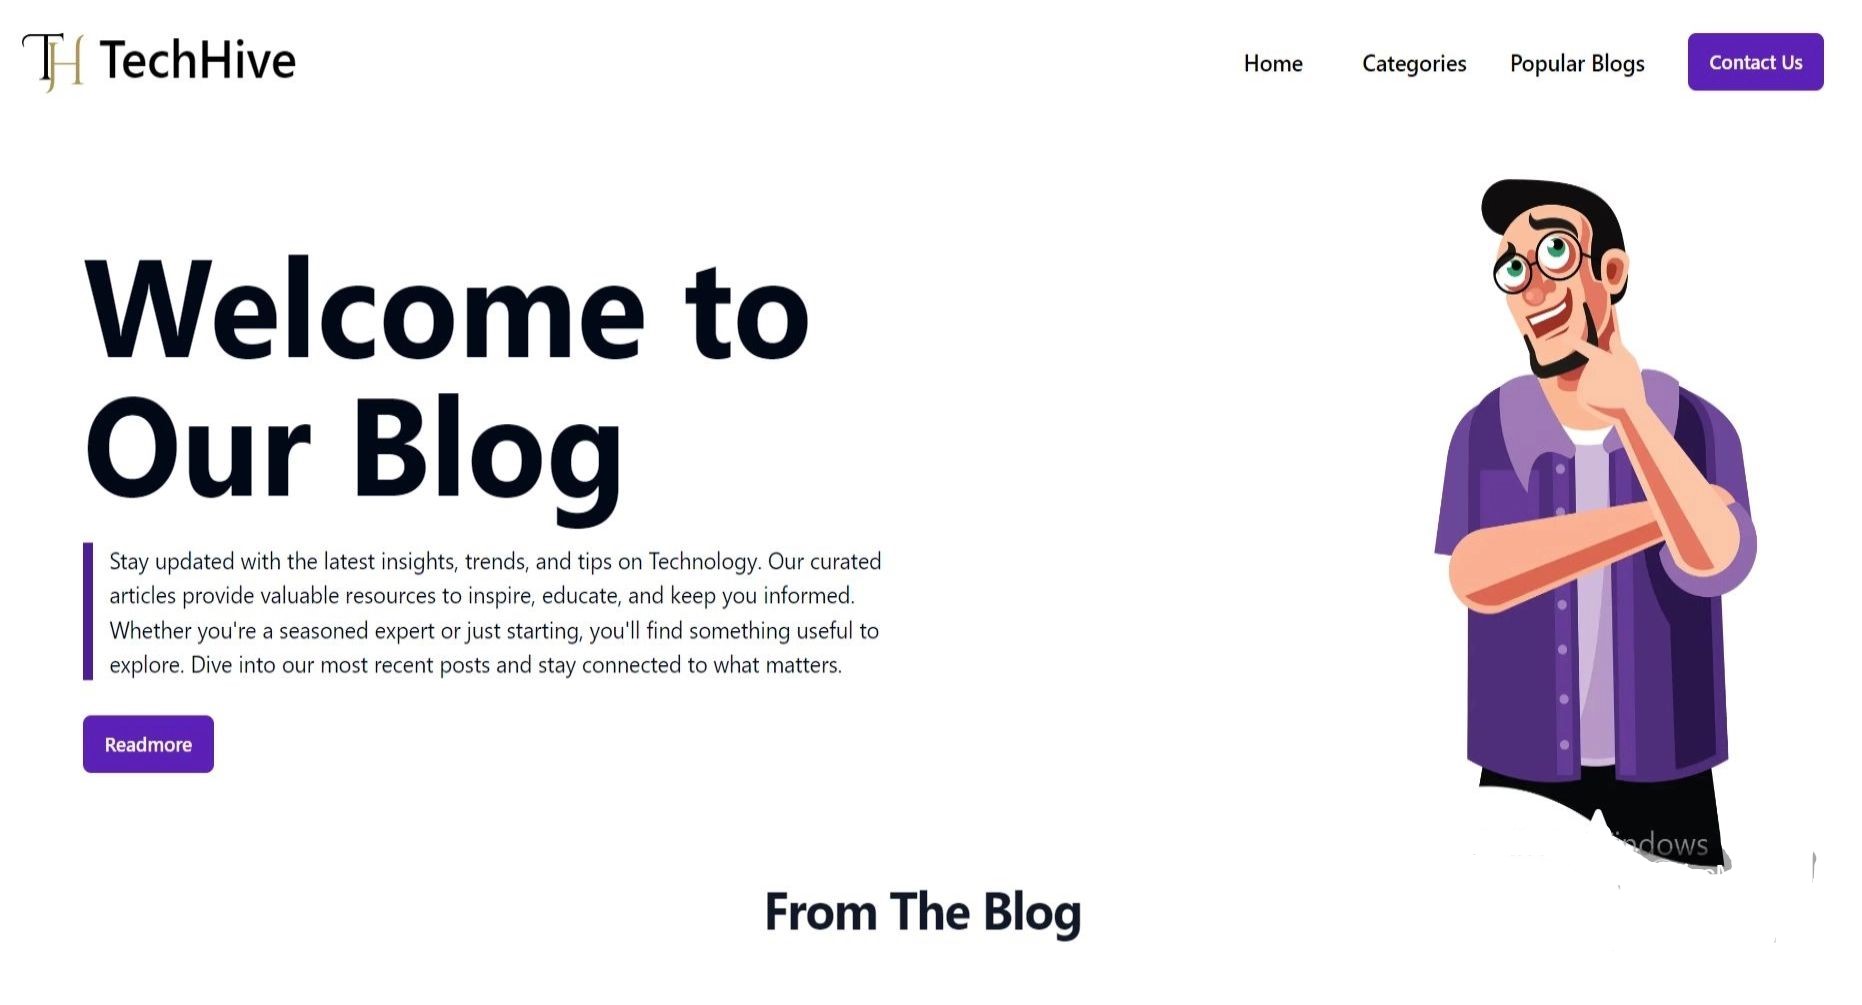 TH TechHive
Home Categories Popular Blogs Contact Us
Welcome to
Our Blog
Stay updated with the latest insights, trends, and tips on Technology. Our curated
articles provide valuable resources to inspire, educate, and keep you informed.
Whether you're a seasoned expert or just starting, you'll find something useful to
explore. Dive into our most recent posts and stay connected to what matters.
Readmore
From The Blog